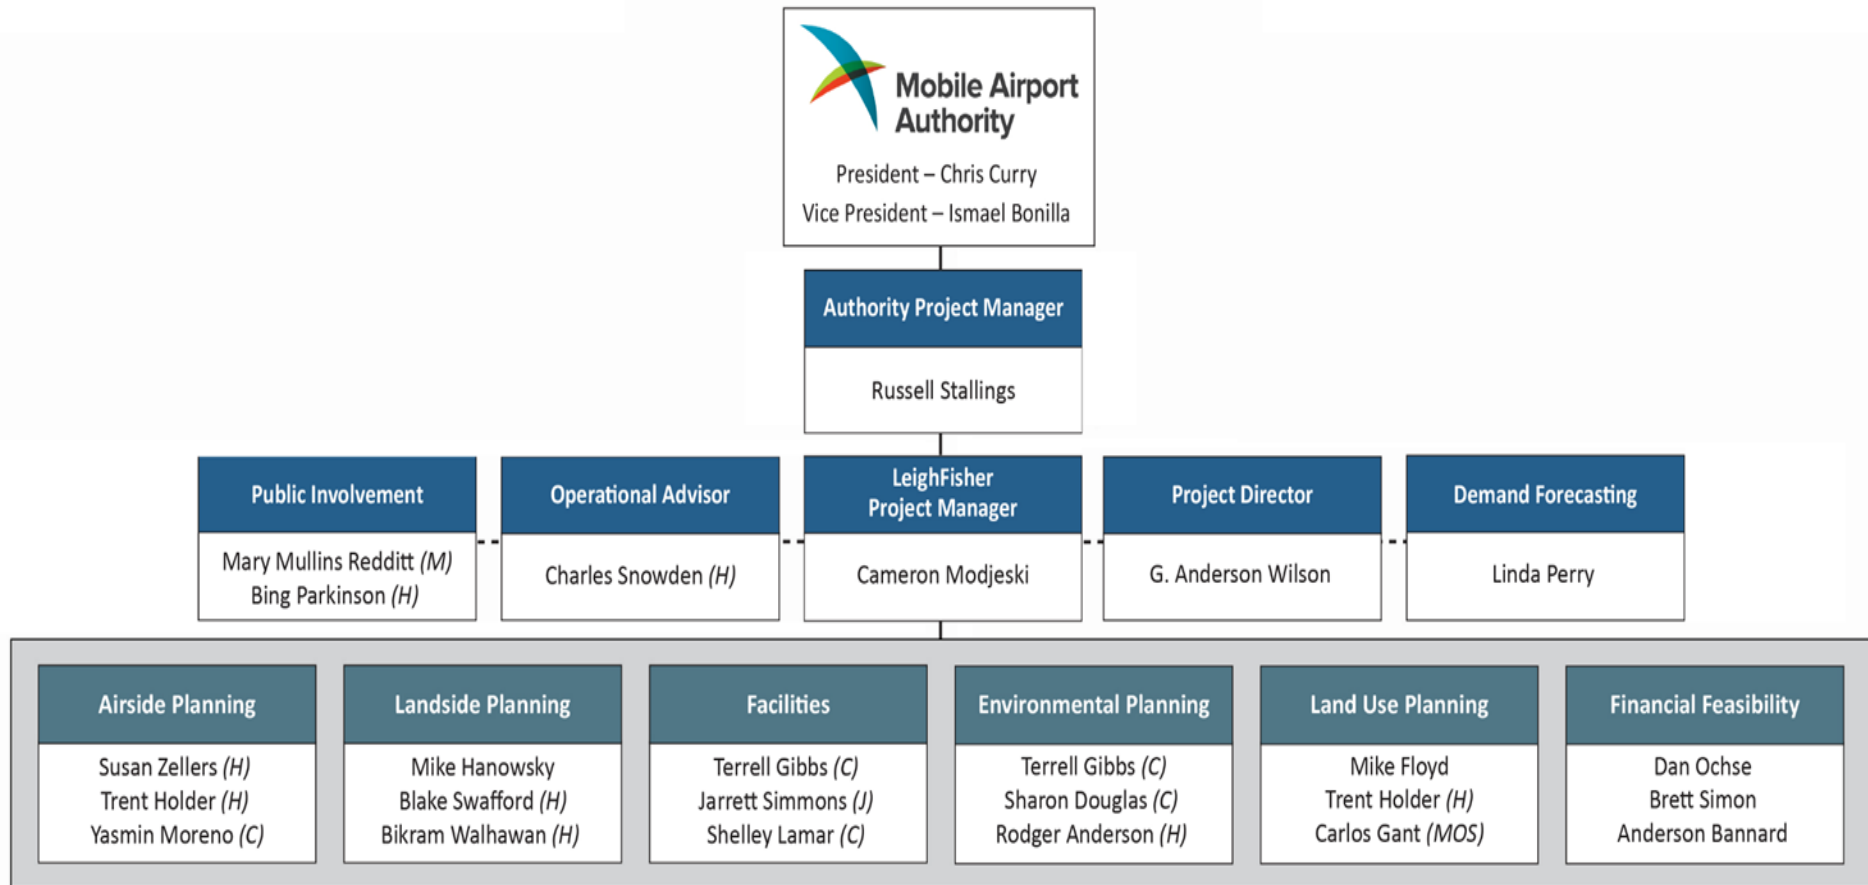 Mobile Airport
Authority
President – Chris Curry
Vice President – Ismael Bonilla
Authority Project Manager
Russell Stallings
Public Involvement
Mary Mullins Redditt (M)
Bing Parkinson (H)
Operational Advisor
Charles Snowden (H)
LeighFisher
Project Manager
Cameron Modjeski
Project Director
G. Anderson Wilson
Demand Forecasting
Linda Perry
Airside Planning
Susan Zellers (H)
Trent Holder (H)
Yasmin Moreno (C)
Landside Planning
Mike Hanowsky
Blake Swafford (H)
Bikram Walhawan (H)
Facilities
Terrell Gibbs (C)
Jarrett Simmons (J)
Shelley Lamar (C)
Environmental Planning
Terrell Gibbs (C)
Sharon Douglas (C)
Rodger Anderson (H)
Land Use Planning
Mike Floyd
Trent Holder (H)
Carlos Gant (MOS)
Financial Feasibility
Dan Ochse
Brett Simon
Anderson Bannard